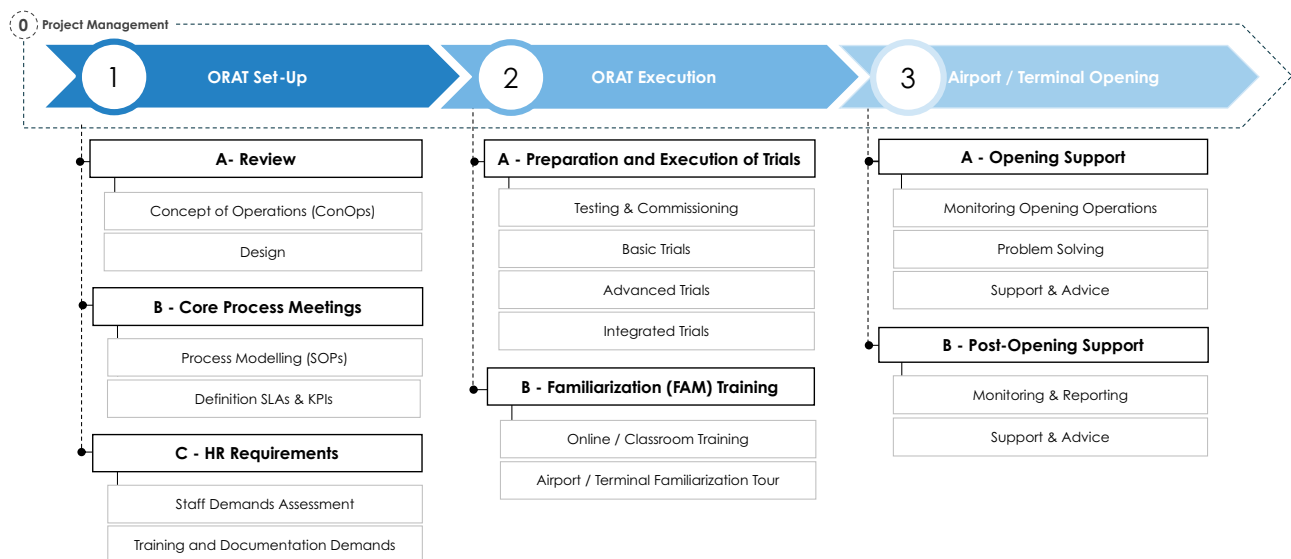 0 Project Management
1 ORAT Set-Up
2 ORAT Execution
3 Airport / Terminal Opening
A- Review
Concept of Operations (ConOps)
Design
B - Core Process Meetings
Process Modelling (SOPs)
Definition SLAs & KPIs
C - HR Requirements
Staff Demands Assessment
Training and Documentation Demands
A - Preparation and Execution of Trials
Testing & Commissioning
Basic Trials
Advanced Trials
Integrated Trials
B - Familiarization (FAM) Training
Online / Classroom Training
Airport / Terminal Familiarization Tour
A - Opening Support
Monitoring Opening Operations
Problem Solving
Support & Advice
B - Post-Opening Support
Monitoring & Reporting
Support & Advice